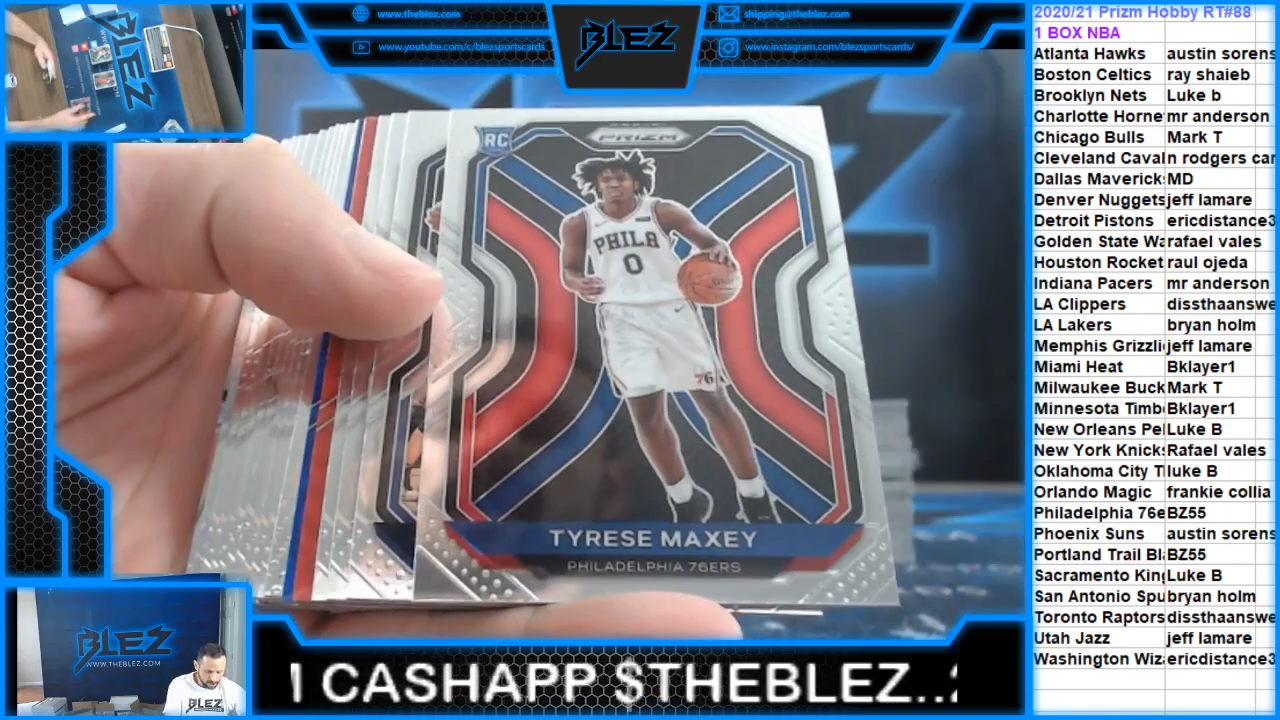 BLEZ
www.theblez.com
www.youtube.com/c/blezsportscards
BLEZ
shipping@theblez.com
www.instagram.com/blezsportscards/
RC
PRIZM
PHILA
0
76
TYRESE MAXEY
PHILADELPHIA 76ERS
BLEZ
WWW.THEBLEZ.COM
BLEZ
CASHAPP $THEBLEZ..
2020/21 Prizm Hobby RT#88
1 BOX NBA
Atlanta Hawks austin sorens
Boston Celtics ray shaieb
Brooklyn Nets Luke b
Charlotte Horne mr anderson
Chicago Bulls Mark T
Cleveland Caval n rodgers car
Dallas Maverick MD
Denver Nuggets jeff lamare
Detroit Pistons ericdistance3
Golden State Wa rafael vales
Houston Rocket raul ojeda
Indiana Pacers mr anderson
LA Clippers dissthaanswe
LA Lakers bryan holm
Memphis Grizzli jeff lamare
Miami Heat Bklayer1
Milwaukee Buck Mark T
Minnesota Timb Bklayer1
New Orleans Pe Luke B
New York Knick Rafael vales
Oklahoma City T luke B
Orlando Magic frankie collia
Philadelphia 76e BZ55
Phoenix Suns austin sorens
Portland Trail Bl BZ55
Sacramento King Luke B
San Antonio Spu bryan holm
Toronto Raptors dissthaanswe
Utah Jazz jeff lamare
Washington Wiz ericdistance3